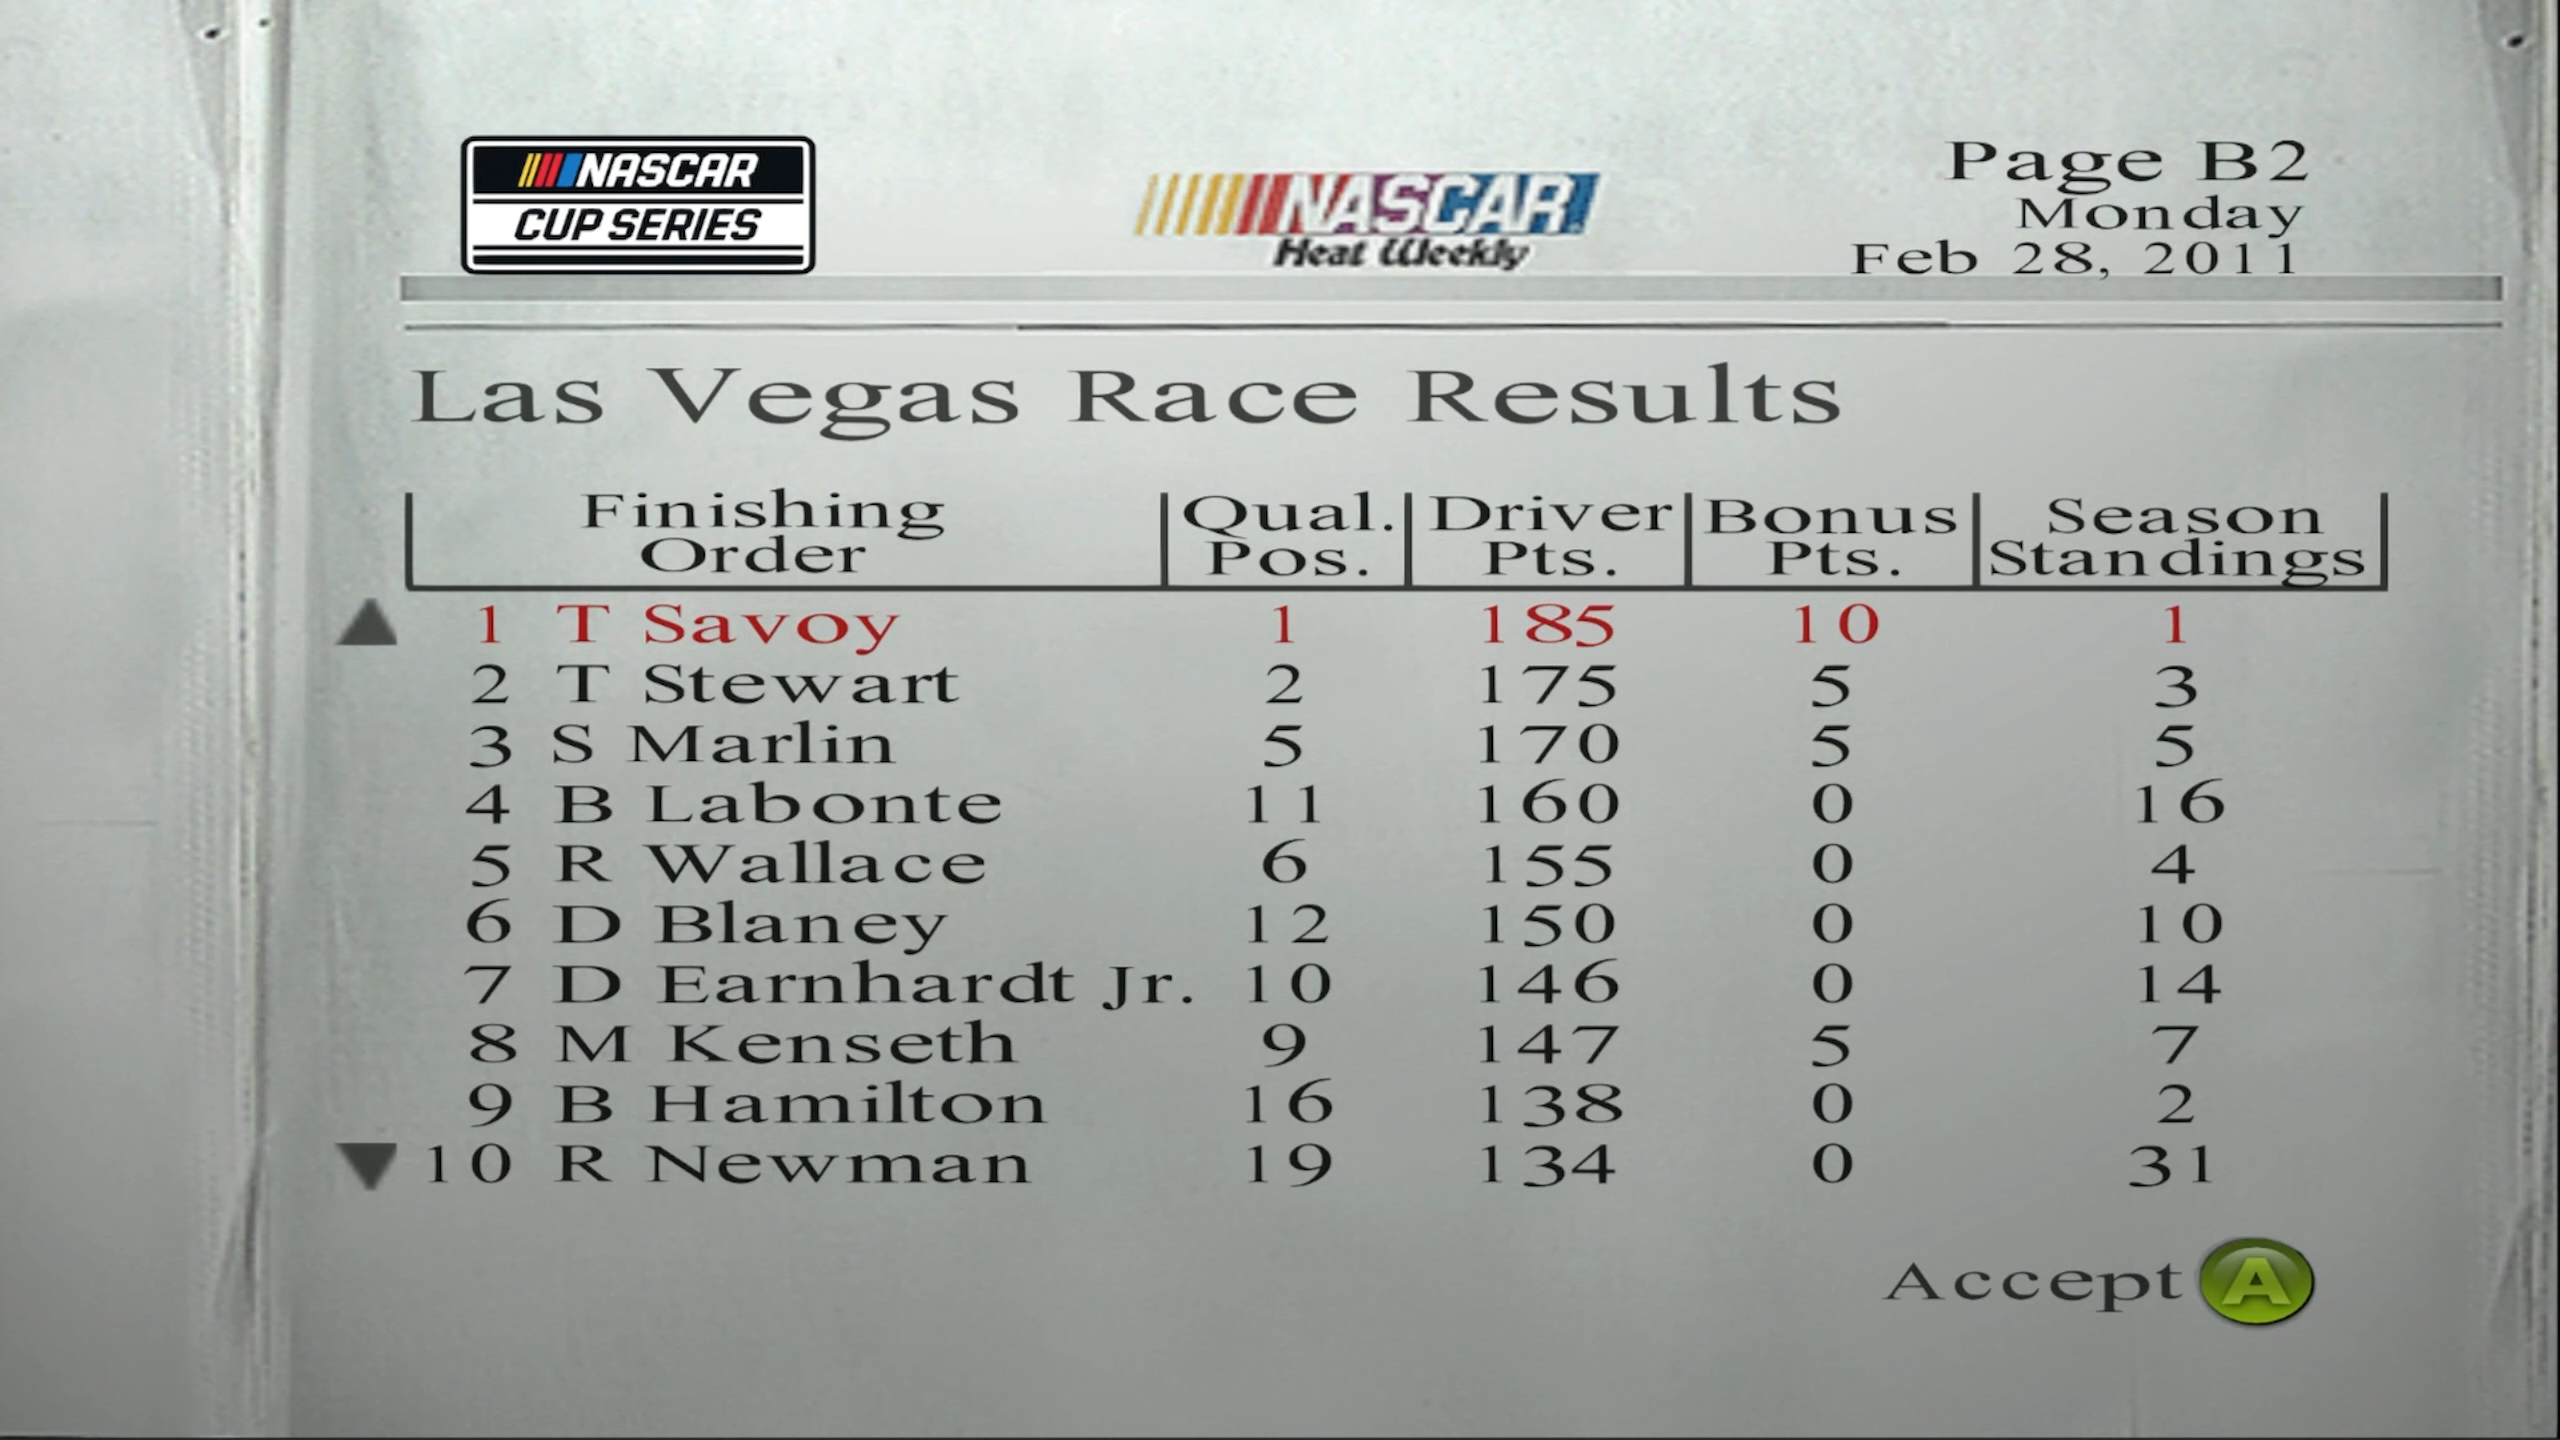 NASCAR
CUP SERIES
NASCAR
Heat Weekly
Page B2
Monday
Feb 28, 2011
Las Vegas Race Results
Finishing Order Qual. Pos. Driver Pts. Bonus Pts. Season Standings
1 T Savoy 1 185 10 1
2 T Stewart 2 175 5 3
3 S Marlin 5 170 5 5
4 B Labonte 11 160 0 16
5 R Wallace 6 155 0 4
6 D Blaney 12 150 0 10
7 D Earnhardt Jr. 10 146 0 14
8 M Kenseth 9 147 5 7
9 B Hamilton 16 138 0 2
10 R Newman 19 134 0 31
Accept A